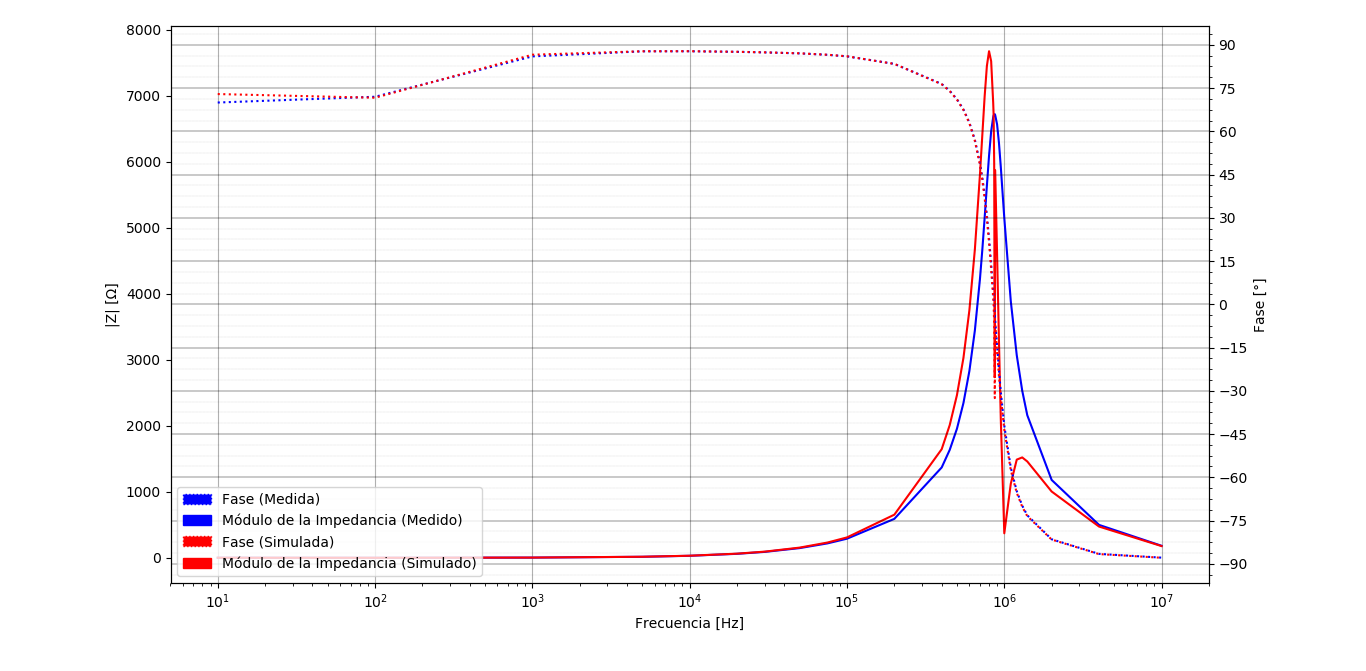 8000
7000
6000
5000
4000
3000
2000
1000
0
|Z| [Ω]
90
75
60
45
30
15
0
−15
−30
−45
−60
−75
−90
Fase [°]
Fase (Medida)
Módulo de la Impedancia (Medido)
Fase (Simulada)
Módulo de la Impedancia (Simulado)
10¹ 10² 10³ 10⁴ 10⁵ 10⁶ 10⁷
Frecuencia [Hz]